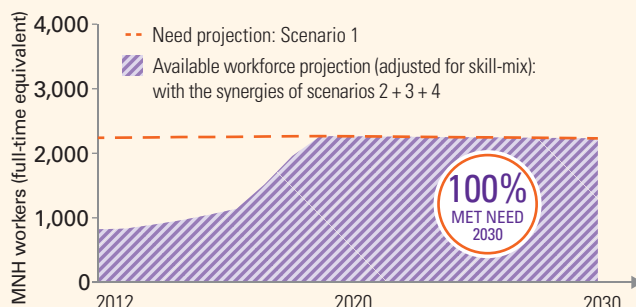 MNH workers (full-time equivalent)
4,000
3,000
2,000
1,000
0
Need projection: Scenario 1
Available workforce projection (adjusted for skill-mix):
with the synergies of scenarios 2 + 3 + 4
100%
MET NEED
2030
2012
2020
2030